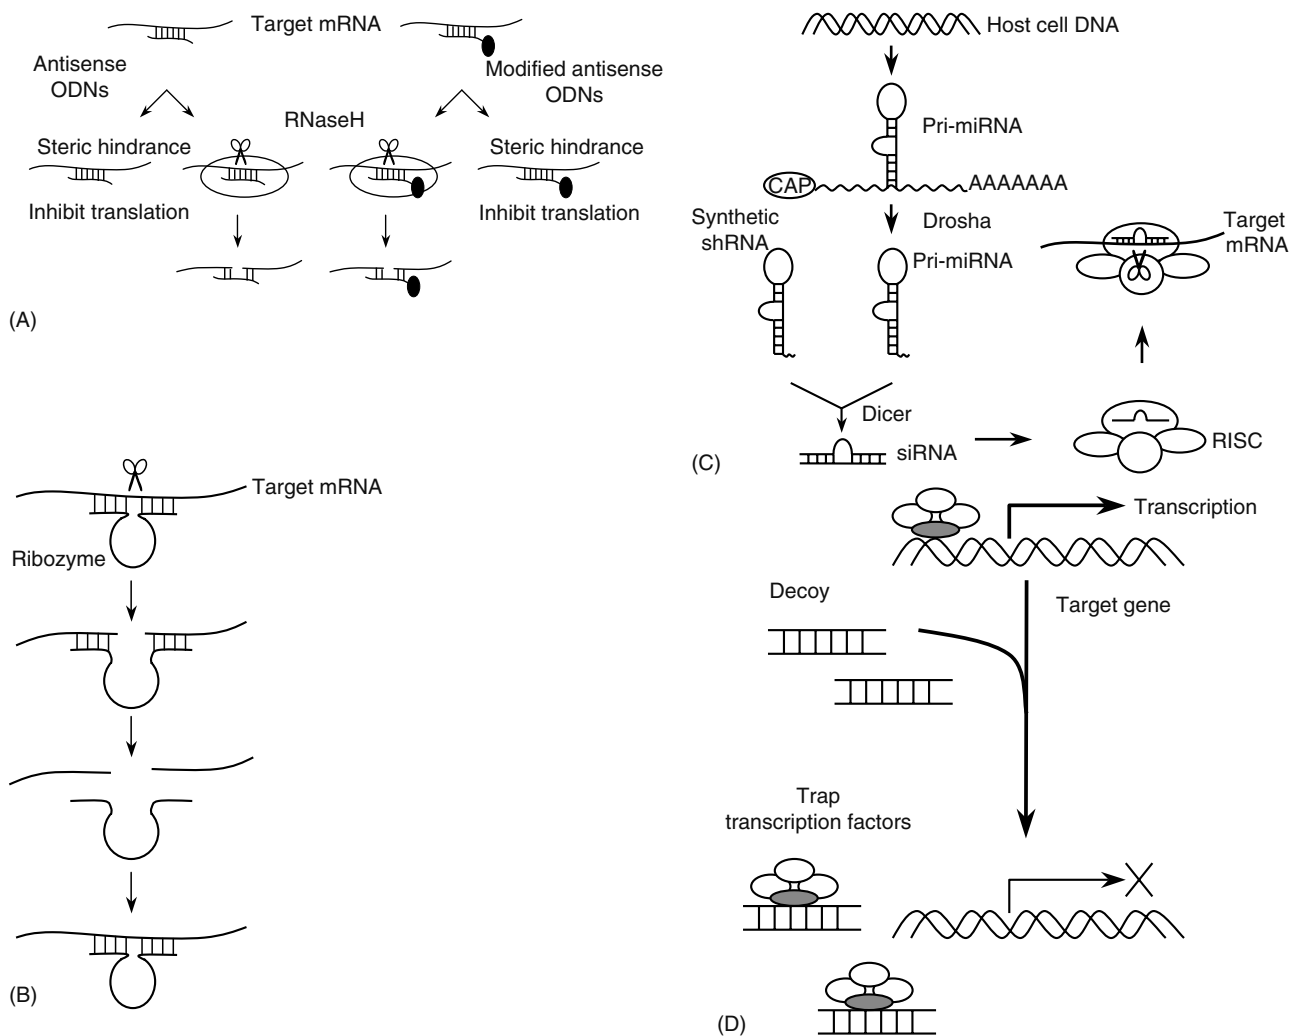 Target mRNA
Antisense
ODNs
Modified antisense
ODNs
RNaseH
Steric hindrance
Steric hindrance
Inhibit translation
Inhibit translation
(A)
Target mRNA
Ribozyme
(B)
Host cell DNA
Pri-miRNA
CAP
AAAAAAA
Synthetic
shRNA
Drosha
Pri-miRNA
Target
mRNA
Dicer
siRNA
RISC
(C)
Transcription
Decoy
Target gene
Trap
transcription factors
(D)